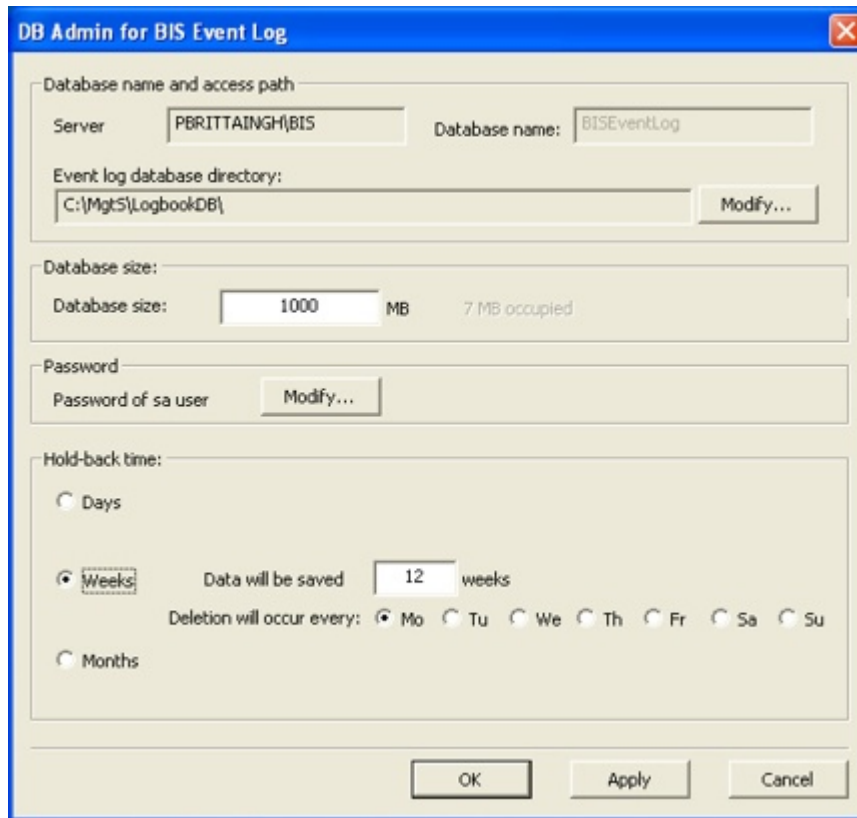 DB Admin for BIS Event Log
Database name and access path
Server PBRITTAINGH\BIS Database name: BISEventLog
Event log database directory:
C:\MgtS\LogbookDB\ Modify...
Database size:
Database size: 1000 MB 7 MB occupied
Password
Password of sa user Modify...
Hold-back time:
Days
Weeks Data will be saved 12 weeks
Deletion will occur every: Mo Tu We Th Fr Sa Su
Months
OK Apply Cancel